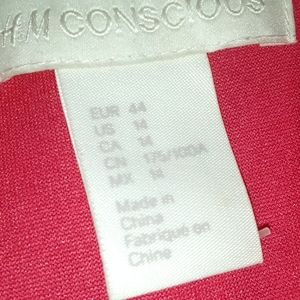 H&M CONSCIOUS
EUR 44
US 14
CA 14
CN 175/100A
MX 14
Made in
China
Fabriqué en
Chine